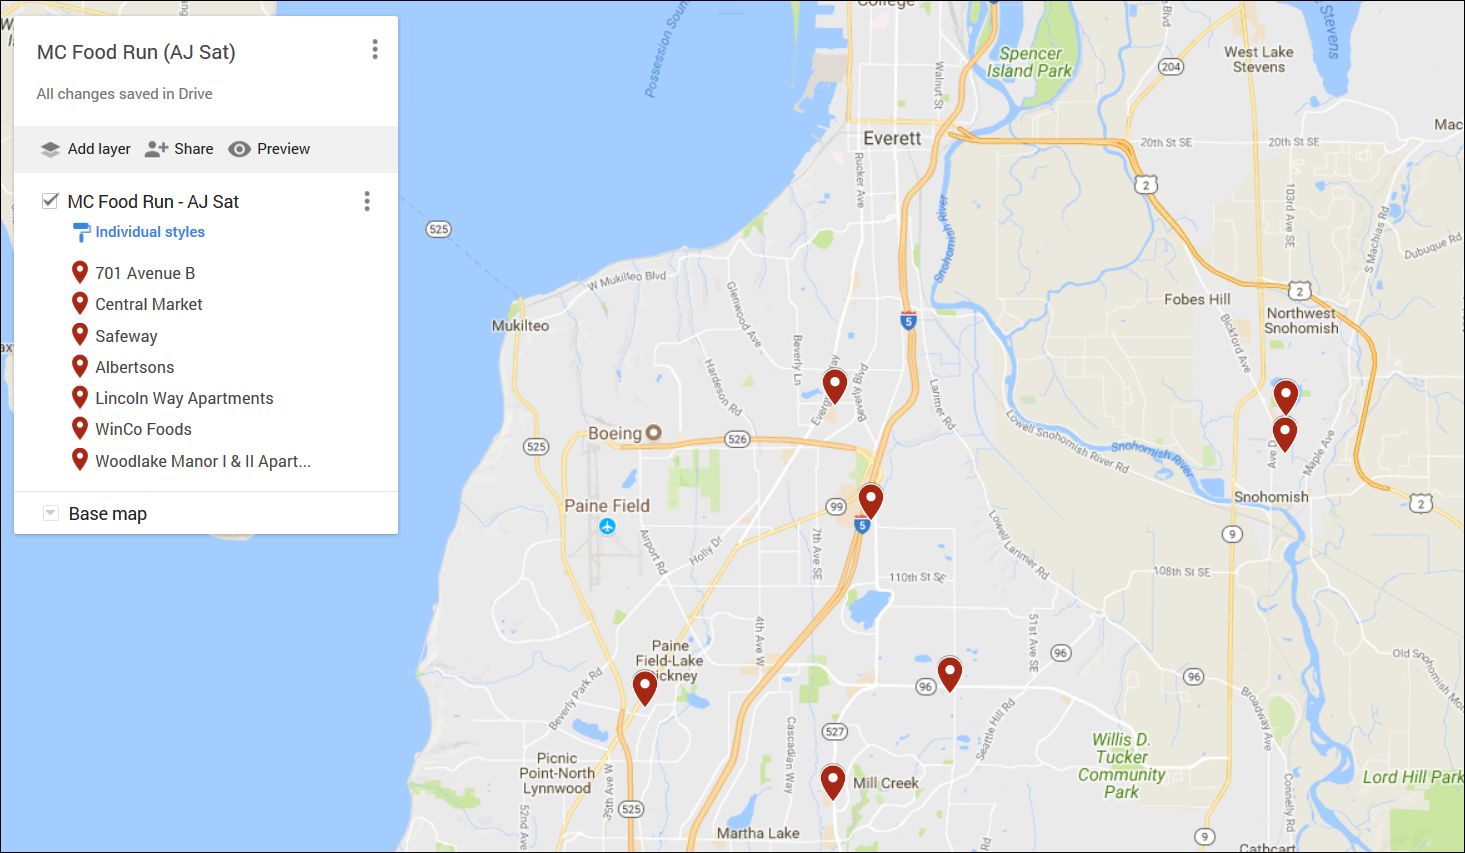 MC Food Run (AJ Sat)
All changes saved in Drive
Add layer Share Preview
MC Food Run - AJ Sat
Individual styles
701 Avenue B
Central Market
Safeway
Albertsons
Lincoln Way Apartments
WinCo Foods
Woodlake Manor I & II Apart...
Base map
College
Possession Soun
Spencer
Island Park
Walnut St
204
West Lake
Stevens
Stevens
Everett
Mac
20th St SE
20th St SE
2
Rucker Ave
103rd Ave SE
S Machias Rd
Dubuque Rd
525
Snohomish River
W Mukilteo Blvd
Mukilteo
Glenwood Ave
Beverly Ln
5
Fobes Hill
2
Northwest
Snohomish
Bickford Ave
Hardeson Rd
Beverly Blvd
Larimer Rd
Boeing
525
526
Lowell Snohomish River Rd
Snohomish River
Ave D
Maple Ave
Snohomish
2
Paine Field
99
5
9
Airport Rd
Holly Dr
7th Ave SE
Lowell Larimer Rd
110th St SE
108th St SE
4th Ave W
51st Ave SE
96
Paine
Field-Lake
Beverly Park Rd
96
96
Old Snohomish Mo
527
Seattle Hill Rd
Broadway Ave
Cascadian Way
Picnic
Point-North
Lynnwood
35th Ave W
Mill Creek
Willis D.
Tucker
Community
Park
Lord Hill Park
525
52nd Ave
Martha Lake
9
Connelly Rd
Cathcart